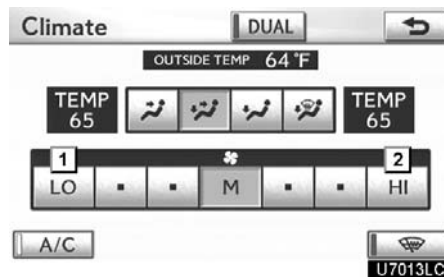 Climate DUAL
OUTSIDE TEMP 64°F
TEMP TEMP
65 65
1 2
LO M HI
A/C
U7013LC